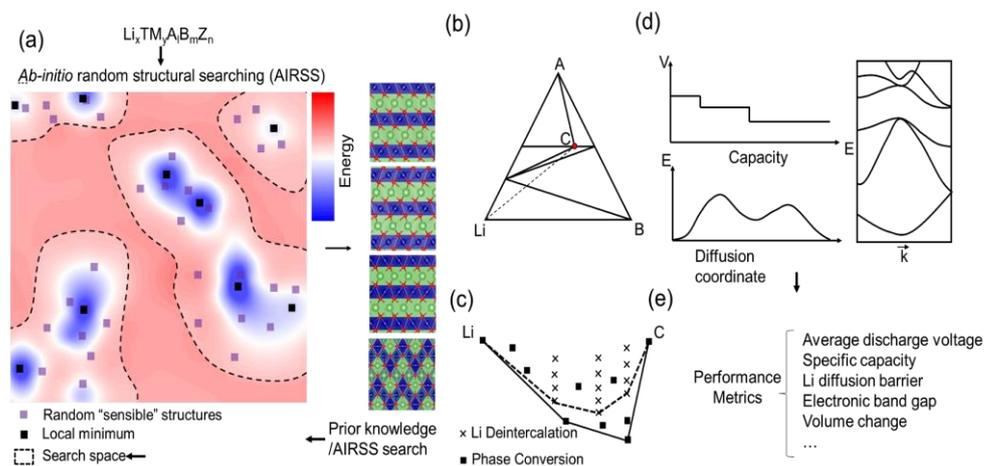 (a)
LiₓTMᵧAₗBₘZₙ
Ab-initio random structural searching (AIRSS)
Energy
Random “sensible” structures
Local minimum
Search space
Prior knowledge
/AIRSS search
(b)
A
C
Li
B
(c)
Li
C
× Li Deintercalation
Phase Conversion
(d)
V
Capacity
E
Diffusion
coordinate
E
k
(e)
Performance
Metrics
Average discharge voltage
Specific capacity
Li diffusion barrier
Electronic band gap
Volume change
...